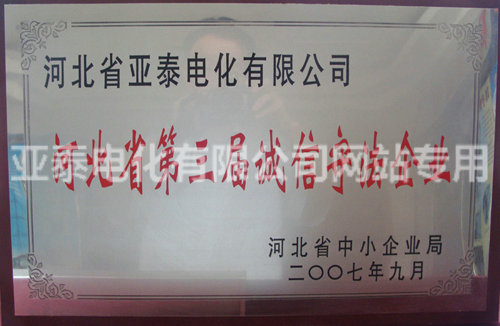 河北省亚泰电化有限公司
河北省第三届诚信守法企业
亚泰电化有限公司网站专用
河北省中小企业局
二〇〇七年九月